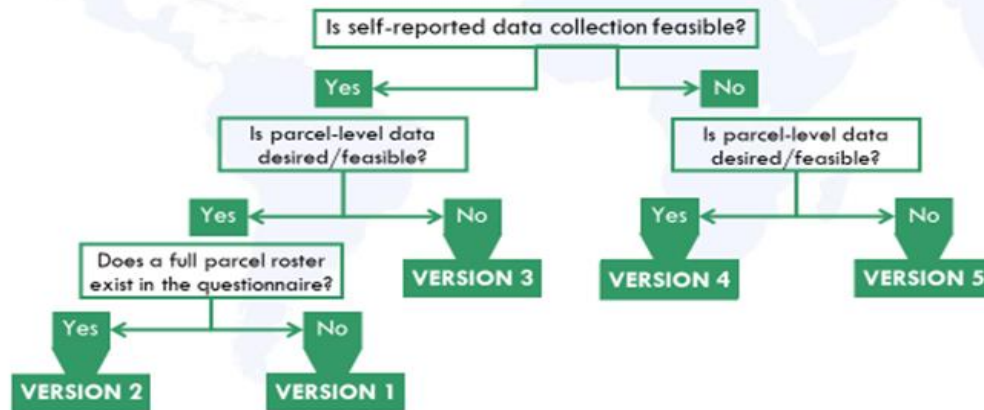 Is self-reported data collection feasible?
Yes
No
Is parcel-level data
desired/feasible?
Is parcel-level data
desired/feasible?
Yes
No
Yes
No
Does a full parcel roster
exist in the questionnaire?
VERSION 3
VERSION 4
VERSION 5
Yes
No
VERSION 2
VERSION 1